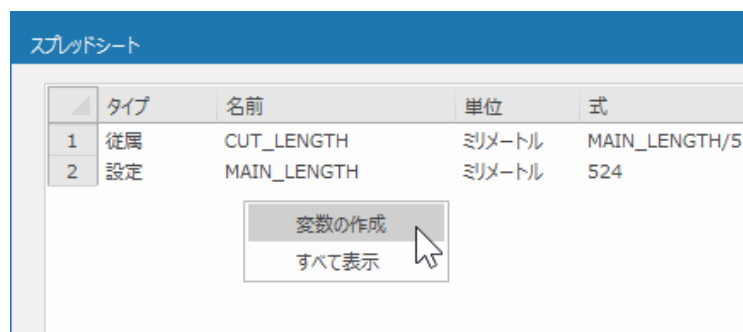 スプレッドシート
タイプ 名前 単位 式
1 従属 CUT_LENGTH ミリメートル MAIN_LENGTH/5
2 設定 MAIN_LENGTH ミリメートル 524
変数の作成
すべて表示